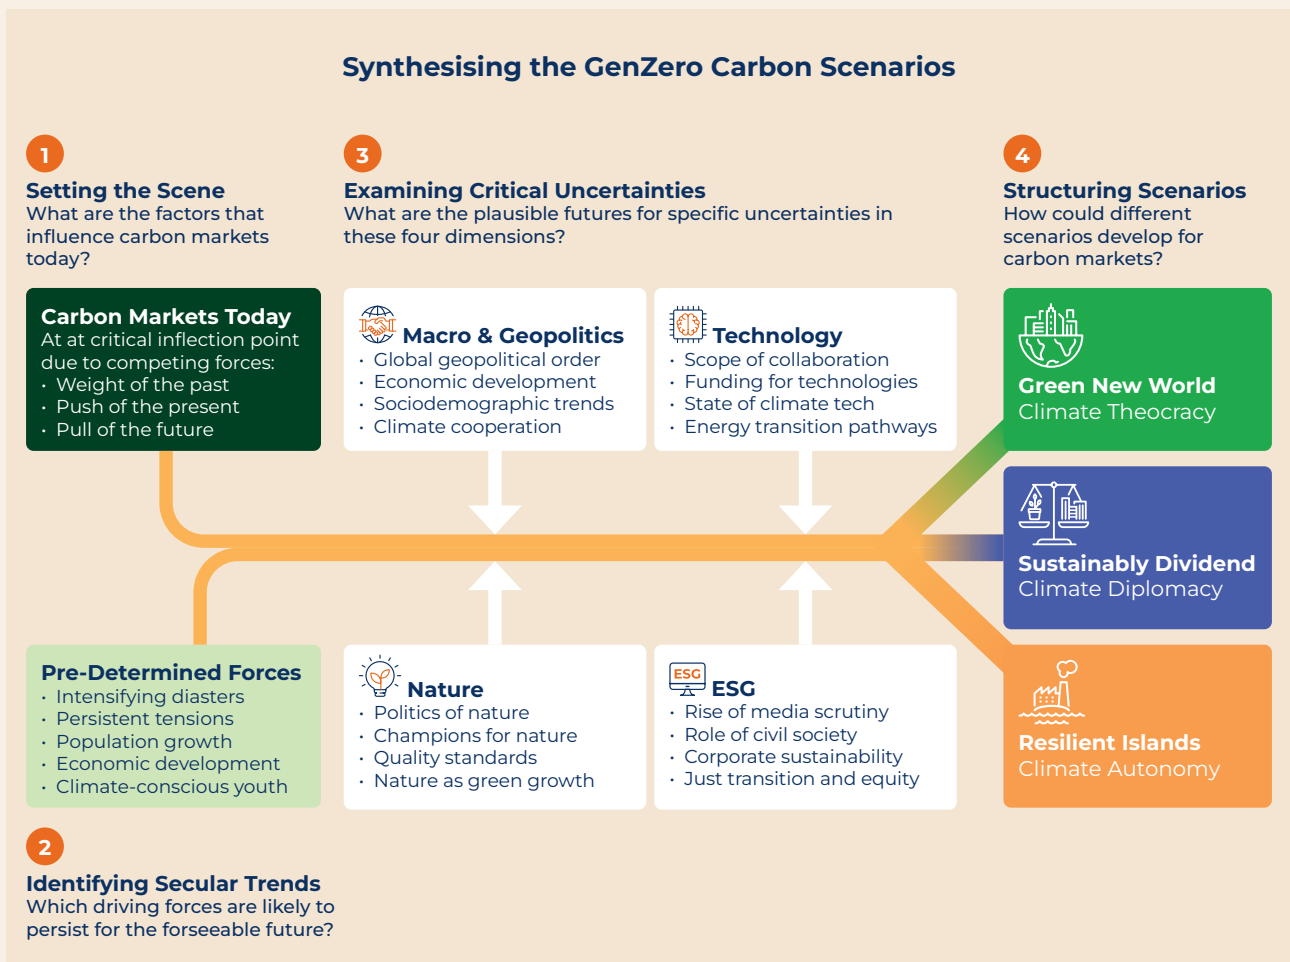 Synthesising the GenZero Carbon Scenarios
1
Setting the Scene
What are the factors that
influence carbon markets
today?
Carbon Markets Today
At at critical inflection point
due to competing forces:
• Weight of the past
• Push of the present
• Pull of the future
Pre-Determined Forces
• Intensifying diasters
• Persistent tensions
• Population growth
• Economic development
• Climate-conscious youth
2
Identifying Secular Trends
Which driving forces are likely to
persist for the forseeable future?
3
Examining Critical Uncertainties
What are the plausible futures for specific uncertainties in
these four dimensions?
Macro & Geopolitics
• Global geopolitical order
• Economic development
• Sociodemographic trends
• Climate cooperation
Technology
• Scope of collaboration
• Funding for technologies
• State of climate tech
• Energy transition pathways
Nature
• Politics of nature
• Champions for nature
• Quality standards
• Nature as green growth
ESG
ESG
• Rise of media scrutiny
• Role of civil society
• Corporate sustainability
• Just transition and equity
4
Structuring Scenarios
How could different
scenarios develop for
carbon markets?
Green New World
Climate Theocracy
Sustainably Dividend
Climate Diplomacy
Resilient Islands
Climate Autonomy